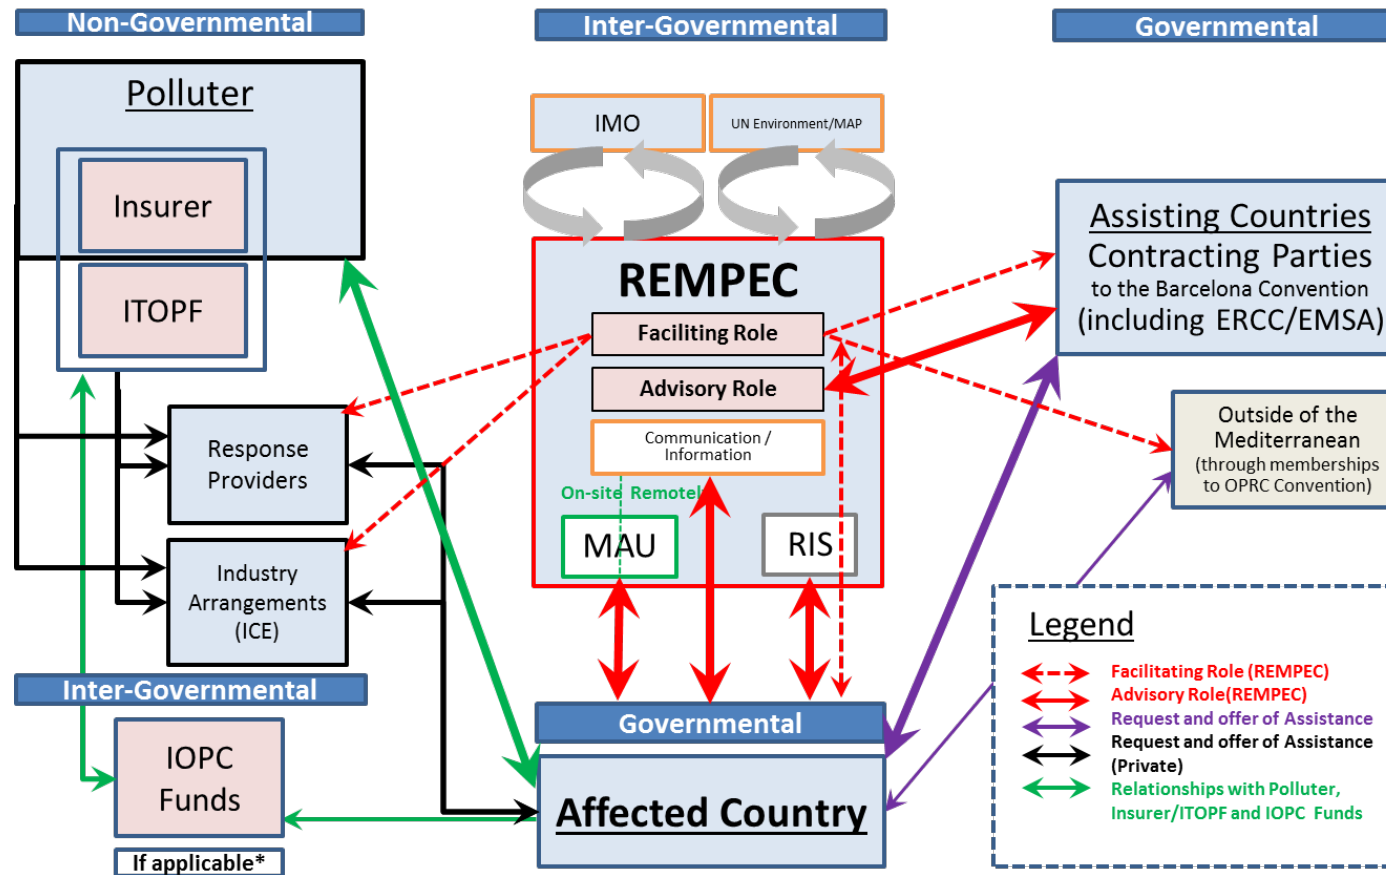 Non-Governmental
Inter-Governmental
Governmental
Polluter
Insurer
ITOPF
IMO
UN Environment/MAP
REMPEC
Faciliting Role
Advisory Role
Communication /
Information
On-site Remotel
MAU
RIS
Assisting Countries
Contracting Parties
to the Barcelona Convention
(including ERCC/EMSA)
Outside of the
Mediterranean
(through memberships
to OPRC Convention)
Response
Providers
Industry
Arrangements
(ICE)
Inter-Governmental
IOPC
Funds
If applicable*
Governmental
Affected Country
Legend
Facilitating Role (REMPEC)
Advisory Role(REMPEC)
Request and offer of Assistance
Request and offer of Assistance
(Private)
Relationships with Polluter,
Insurer/ITOPF and IOPC Funds